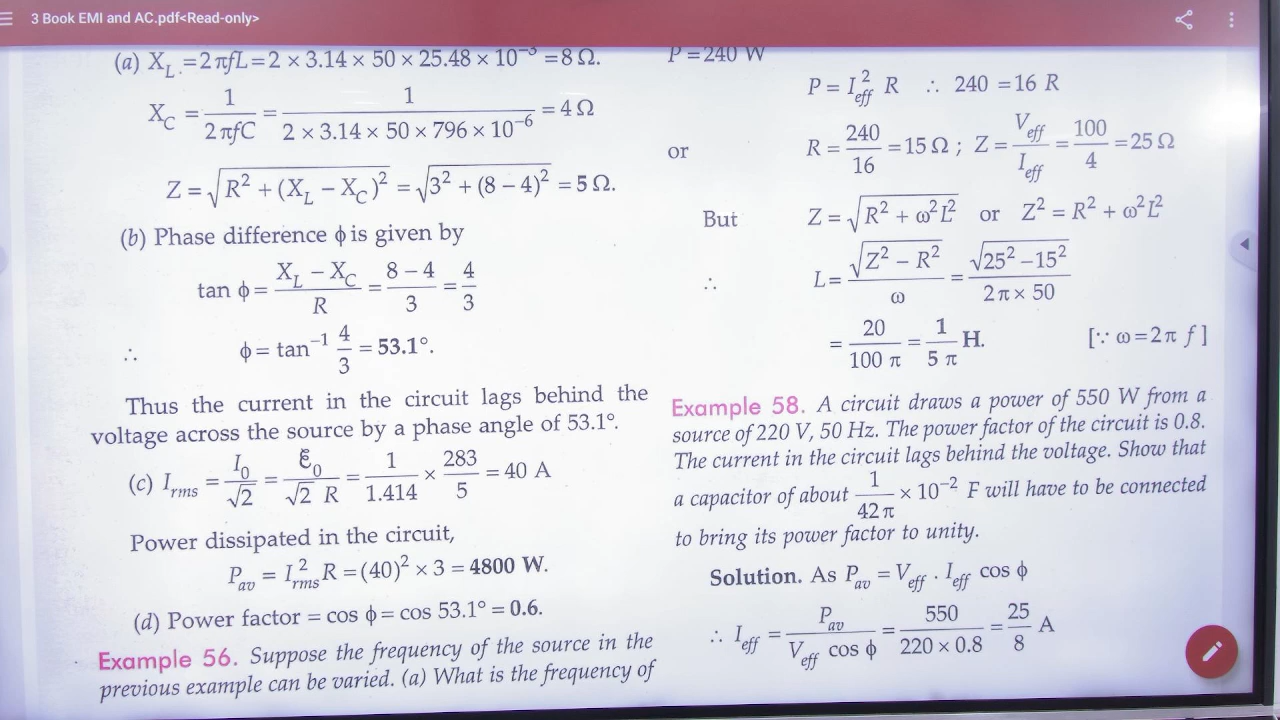 3 Book EMI and AC.pdf<Read-only>
(a) X_L = 2πfL = 2 × 3.14 × 50 × 25.48 × 10⁻³ = 8 Ω.
X_C = 1/(2πfC) = 1/(2 × 3.14 × 50 × 796 × 10⁻⁶) = 4 Ω
Z = √(R² + (X_L − X_C)²) = √(3² + (8 − 4)²) = 5 Ω.
(b) Phase difference ϕ is given by
tan ϕ = (X_L − X_C)/R = (8 − 4)/3 = 4/3
∴ ϕ = tan⁻¹ 4/3 = 53.1°.
Thus the current in the circuit lags behind the
voltage across the source by a phase angle of 53.1°.
(c) I_rms = I₀/√2 = ℰ₀/(√2 R) = 1/1.414 × 283/5 = 40 A
Power dissipated in the circuit,
P_av = I²_rms R = (40)² × 3 = 4800 W.
(d) Power factor = cos ϕ = cos 53.1° = 0.6.
Example 56. Suppose the frequency of the source in the
previous example can be varied. (a) What is the frequency of
P = 240 W
P = I²_eff R ∴ 240 = 16 R
or R = 240/16 = 15 Ω ; Z = V_eff/I_eff = 100/4 = 25 Ω
But Z = √(R² + ω²L²) or Z² = R² + ω²L²
∴ L = √(Z² − R²)/ω = √(25² − 15²)/(2π × 50)
= 20/(100 π) = 1/(5 π) H. [∵ ω = 2π f ]
Example 58. A circuit draws a power of 550 W from a
source of 220 V, 50 Hz. The power factor of the circuit is 0.8.
The current in the circuit lags behind the voltage. Show that
a capacitor of about 1/(42 π) × 10⁻² F will have to be connected
to bring its power factor to unity.
Solution. As P_av = V_eff . I_eff cos ϕ
∴ I_eff = P_av/(V_eff cos ϕ) = 550/(220 × 0.8) = 25/8 A